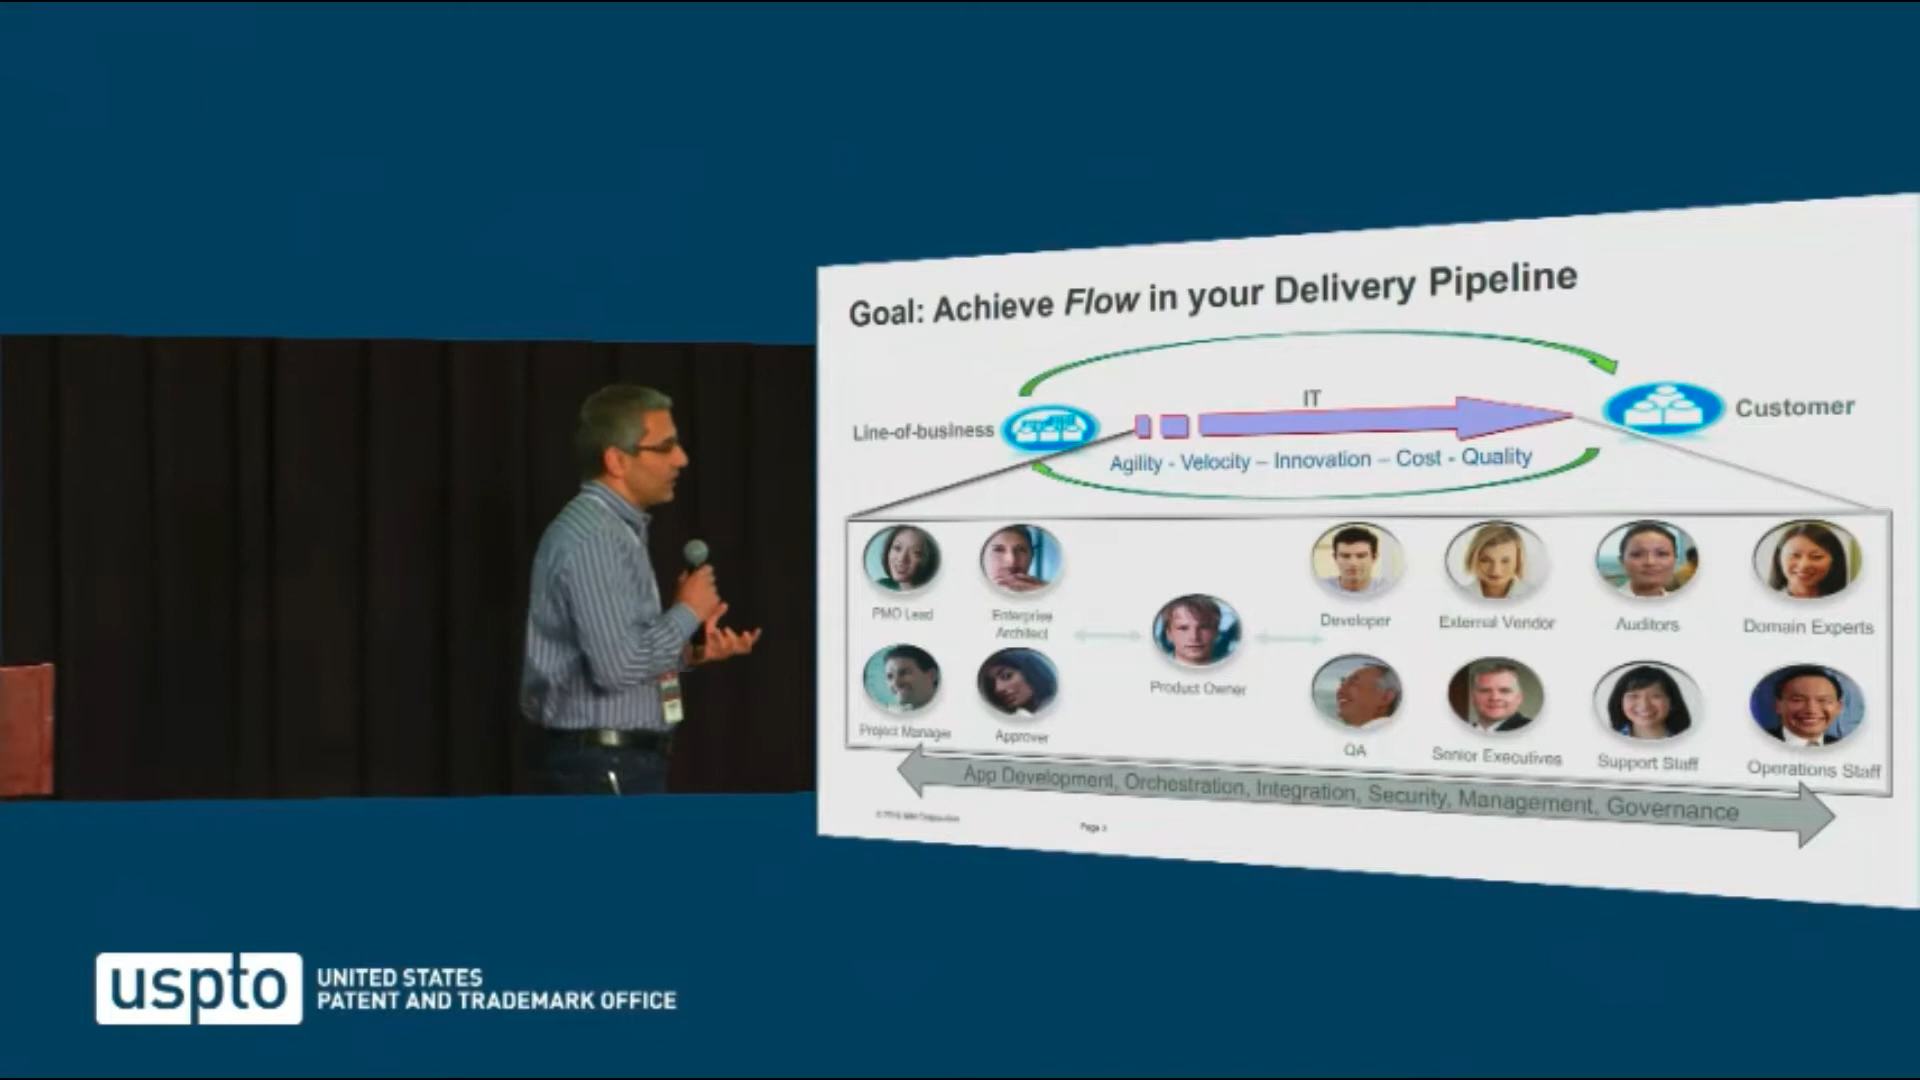 Goal: Achieve Flow in your Delivery Pipeline
IT
Line-of-business
Customer
Agility - Velocity – Innovation – Cost - Quality
PMO Lead
Enterprise
Architect
Developer
External Vendor
Auditors
Domain Experts
Product Owner
Project Manager
Approver
QA
Senior Executives
Support Staff
Operations Staff
App Development, Orchestration, Integration, Security, Management, Governance
Page 3
uspto
UNITED STATES
PATENT AND TRADEMARK OFFICE